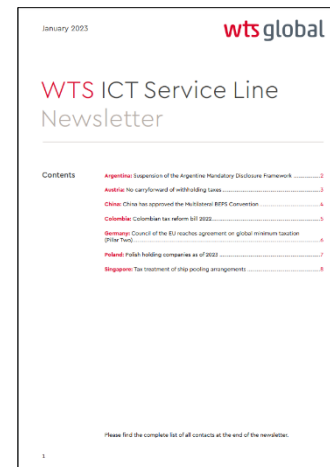 January 2023
wts global
WTS ICT Service Line
Newsletter
Contents
Argentina: Suspension of the Argentine Mandatory Disclosure Framework ............2
Austria: No carryforward of withholding taxes ............3
China: China has approved the Multilateral BEPS Convention ............4
Colombia: Colombian tax reform bill 2022 ............5
Germany: Council of the EU reaches agreement on global minimum taxation
(Pillar Two) ............6
Poland: Polish holding companies as of 2023 ............7
Singapore: Tax treatment of ship pooling arrangements ............8
Please find the complete list of all contacts at the end of the newsletter.
1